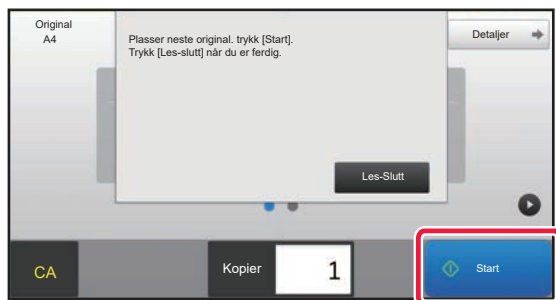 Original
A4
Plasser neste original. trykk [Start].
Trykk [Les-slutt] når du er ferdig.
Detaljer
Les-Slutt
CA
Kopier
1
Start